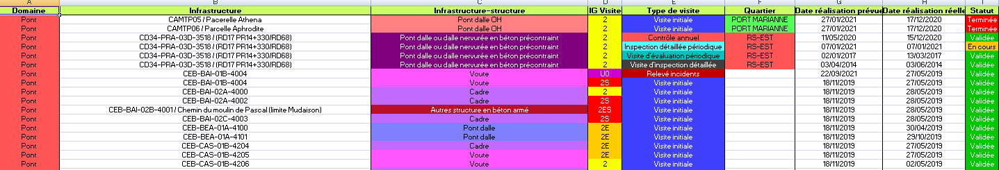 A B C D E F G H I
Domaine Infrastructure Infrastructure-structure IG Visite Type de visite Quartier Date réalisation prévue Date réalisation réelle Statut
Pont CAMTP05 / Pacerelle Athena Pont dalle OH 2 Visite initiale PORT MARIANNE 27/01/2021 17/12/2020 Terminée
Pont CAMTP06 / Pacerelle Aphrodite Pont dalle OH 2 Visite initiale PORT MARIANNE 27/01/2021 17/12/2020 Terminée
Pont CD34-PRA-03D-3518 / (RD17 PR14+330/RD68) Pont dalle ou dalle nervurée en béton précontraint 2 Contrôle annuel RS-EST 11/05/2020 15/12/2020 Validée
Pont CD34-PRA-03D-3518 / (RD17 PR14+330/RD68) Pont dalle ou dalle nervurée en béton précontraint 2 Inspection détaillée périodique RS-EST 07/01/2021 07/01/2021 En cours
Pont CD34-PRA-03D-3518 / (RD17 PR14+330/RD68) Pont dalle ou dalle nervurée en béton précontraint 2 Visite d'évaluation périodique RS-EST 02/01/2017 13/03/2017 Validée
Pont CD34-PRA-03D-3518 / (RD17 PR14+330/RD68) Pont dalle ou dalle nervurée en béton précontraint 2 Visite d'inspection détaillée RS-EST 03/04/2014 03/06/2014 Validée
Pont CEB-BAI-01B-4004 Voute U0 Relevé incidents 22/09/2021 27/05/2019 Validée
Pont CEB-BAI-01B-4004 Voute 2S Visite initiale 18/11/2019 27/05/2019 Validée
Pont CEB-BAI-02A-4000 Cadre 2 Visite initiale 18/11/2019 28/05/2019 Validée
Pont CEB-BAI-02A-4002 Cadre 2S Visite initiale 18/11/2019 28/05/2019 Validée
Pont CEB-BAI-02B-4001 / Chemin du moulin de Pascal (limite Mudaison) Autres structure en béton armé 2ES Visite initiale 18/11/2019 28/05/2019 Validée
Pont CEB-BAI-02C-4003 Cadre 2S Visite initiale 18/11/2019 28/05/2019 Validée
Pont CEB-BEA-01A-4100 Pont dalle 2E Visite initiale 18/11/2019 30/04/2019 Validée
Pont CEB-BEA-01A-4101 Pont dalle 2E Visite initiale 18/11/2019 29/10/2019 Validée
Pont CEB-CAS-01B-4204 Cadre 2E Visite initiale 18/11/2019 27/05/2019 Validée
Pont CEB-CAS-01B-4205 Voute 2E Visite initiale 18/11/2019 27/05/2019 Validée
Pont CEB-CAS-01B-4206 Voute 2 Visite initiale 18/11/2019 02/05/2019 Validée